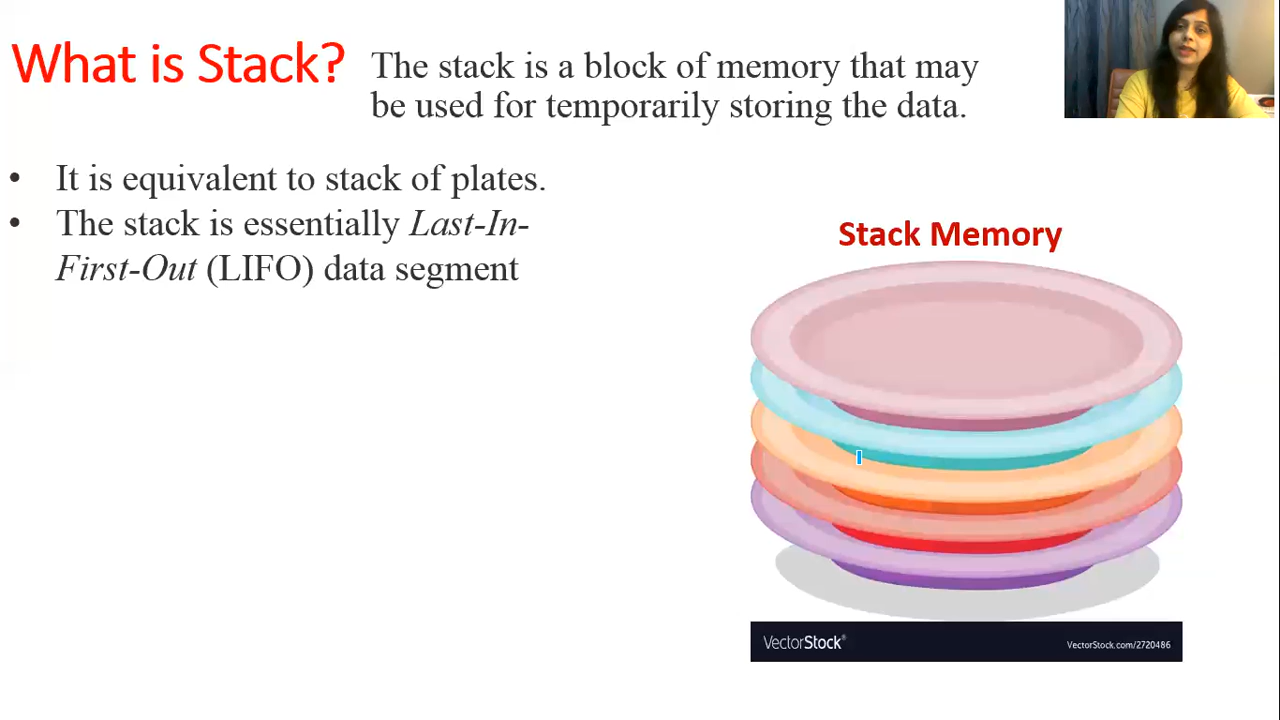 What is Stack?
The stack is a block of memory that may
be used for temporarily storing the data.
• It is equivalent to stack of plates.
• The stack is essentially Last-In-
First-Out (LIFO) data segment
Stack Memory
VectorStock®
VectorStock.com/2720486